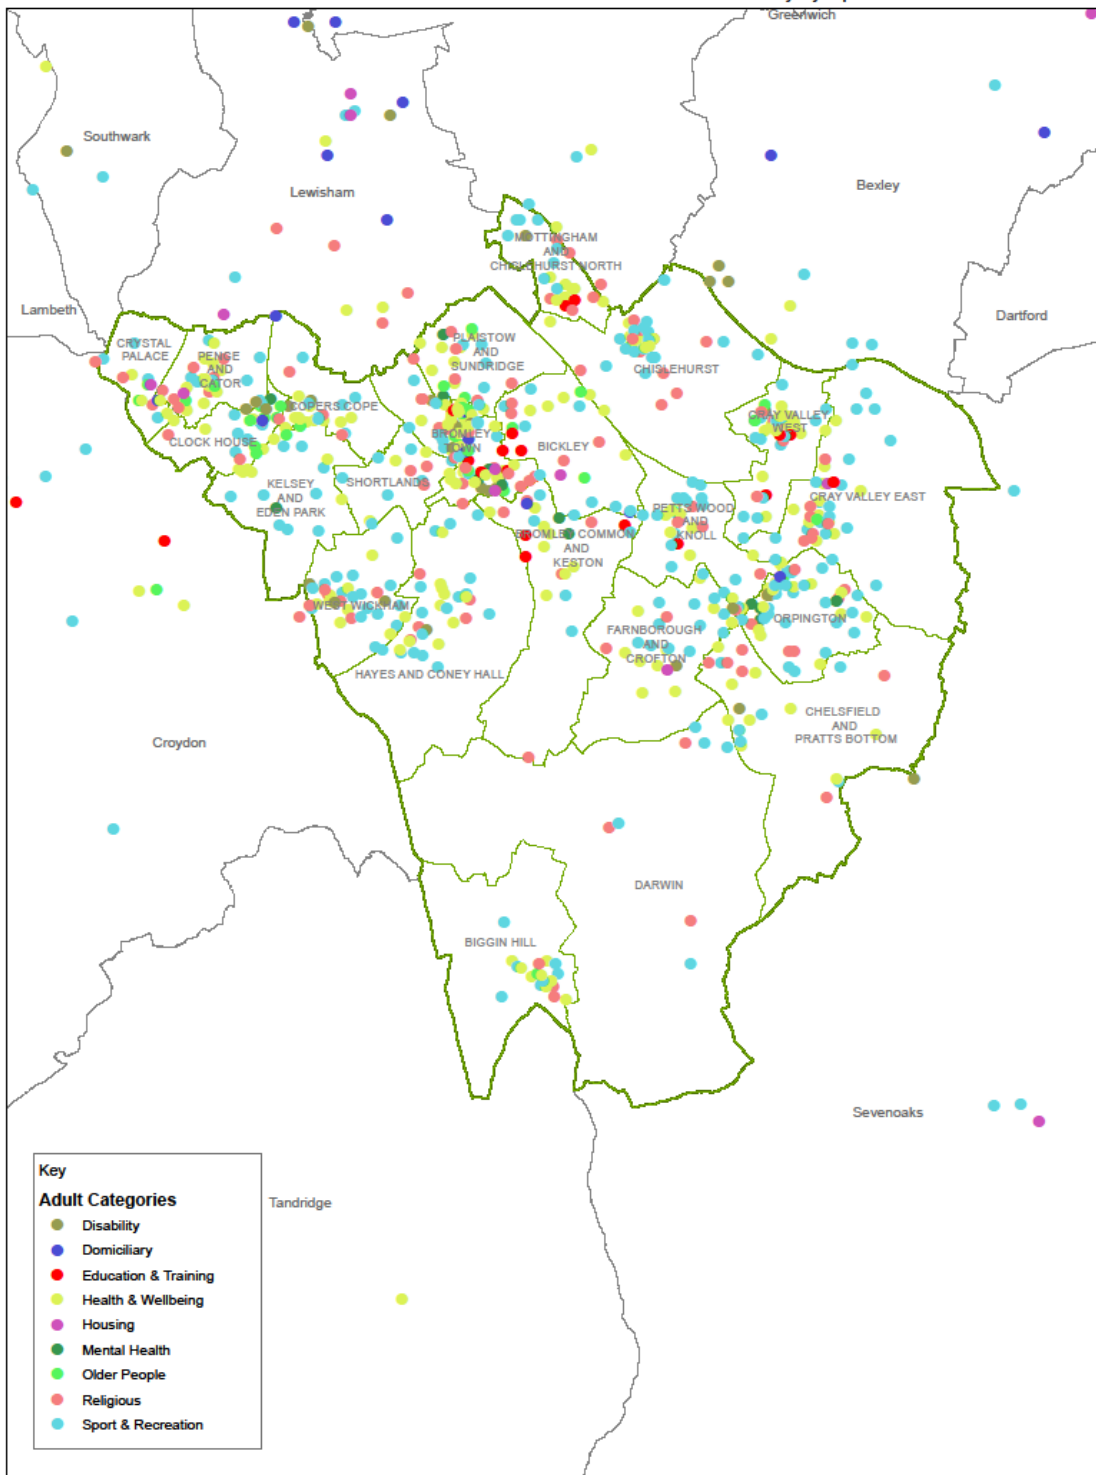 Greenwich
Southwark
Bexley
Lewisham
MOTTINGHAM
AND
CHISLEHURST NORTH
Lambeth
Dartford
CRYSTAL
PALACE
PENGE
AND
CATOR
PLAISTOW
AND
SUNDRIDGE
CHISLEHURST
COPERS COPE
CRAY VALLEY
WEST
CLOCK HOUSE
BROMLEY
TOWN
BICKLEY
KELSEY
AND
EDEN PARK
SHORTLANDS
CRAY VALLEY EAST
PETTS WOOD
AND
KNOLL
BROMLEY COMMON
AND
KESTON
WEST WICKHAM
ORPINGTON
FARNBOROUGH
AND
CROFTON
HAYES AND CONEY HALL
CHELSFIELD
AND
PRATTS BOTTOM
Croydon
DARWIN
BIGGIN HILL
Sevenoaks
Tandridge
Key
Adult Categories
Disability
Domiciliary
Education & Training
Health & Wellbeing
Housing
Mental Health
Older People
Religious
Sport & Recreation